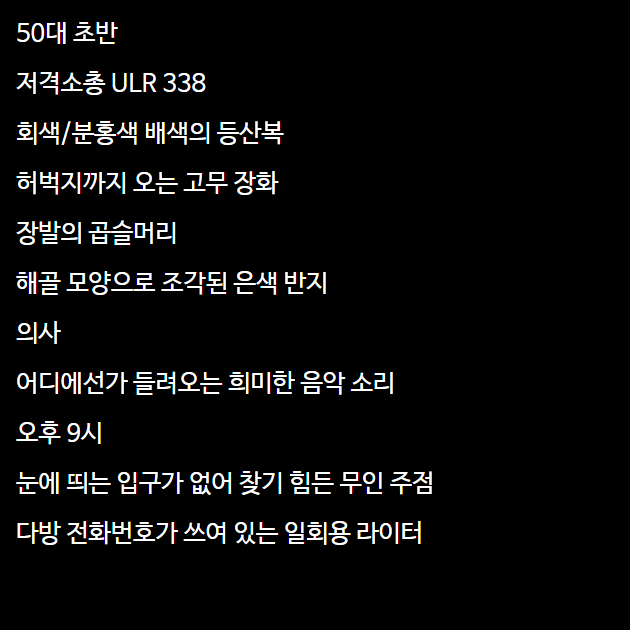 50대 초반
저격소총 ULR 338
회색/분홍색 배색의 등산복
허벅지까지 오는 고무 장화
장발의 곱슬머리
해골 모양으로 조각된 은색 반지
의사
어디에선가 들려오는 희미한 음악 소리
오후 9시
눈에 띄는 입구가 없어 찾기 힘든 무인 주점
다방 전화번호가 쓰여 있는 일회용 라이터